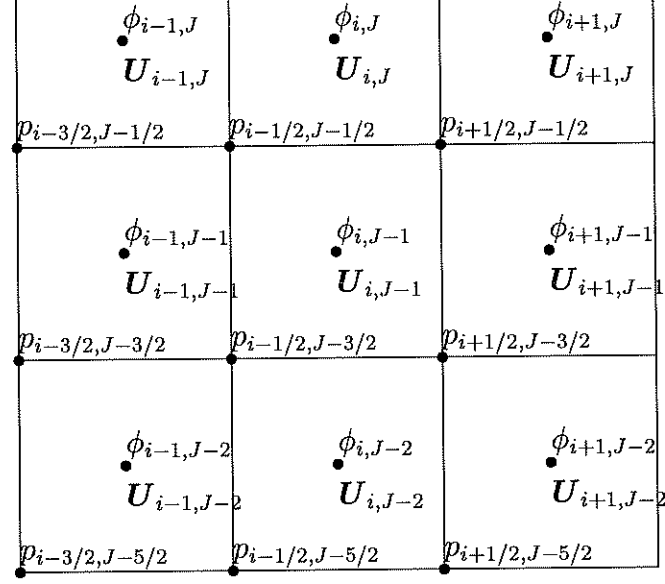 ϕ_{i−1,J} ϕ_{i,J} ϕ_{i+1,J}
U_{i−1,J} U_{i,J} U_{i+1,J}
p_{i−3/2,J−1/2} p_{i−1/2,J−1/2} p_{i+1/2,J−1/2}
ϕ_{i−1,J−1} ϕ_{i,J−1} ϕ_{i+1,J−1}
U_{i−1,J−1} U_{i,J−1} U_{i+1,J−1}
p_{i−3/2,J−3/2} p_{i−1/2,J−3/2} p_{i+1/2,J−3/2}
ϕ_{i−1,J−2} ϕ_{i,J−2} ϕ_{i+1,J−2}
U_{i−1,J−2} U_{i,J−2} U_{i+1,J−2}
p_{i−3/2,J−5/2} p_{i−1/2,J−5/2} p_{i+1/2,J−5/2}